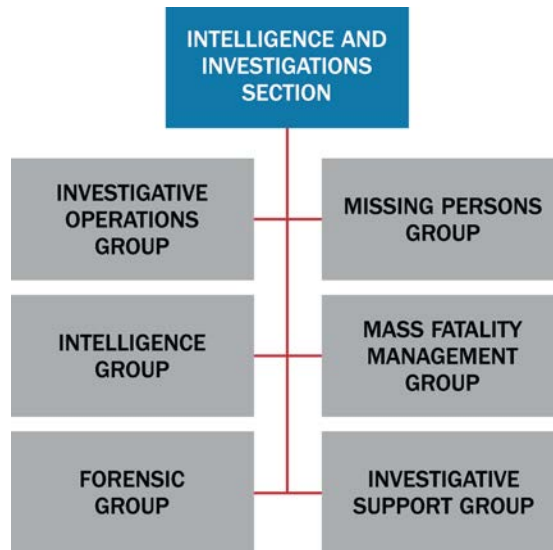 INTELLIGENCE AND
INVESTIGATIONS
SECTION
INVESTIGATIVE
OPERATIONS
GROUP
MISSING PERSONS
GROUP
INTELLIGENCE
GROUP
MASS FATALITY
MANAGEMENT
GROUP
FORENSIC
GROUP
INVESTIGATIVE
SUPPORT GROUP